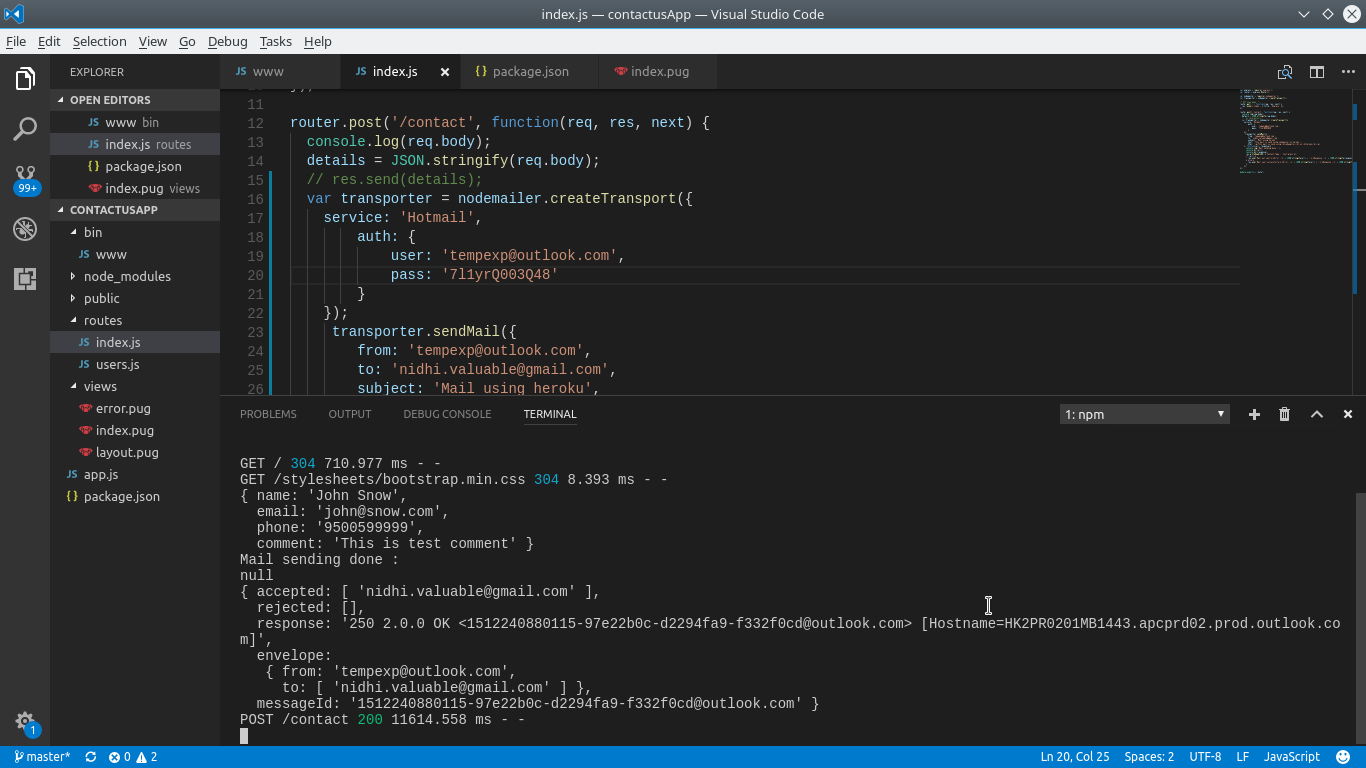 index.js — contactusApp — Visual Studio Code
File Edit Selection View Go Debug Tasks Help
EXPLORER
OPEN EDITORS
www bin
index.js routes
package.json
index.pug views
CONTACTUSAPP
bin
www
node_modules
public
routes
index.js
users.js
views
error.pug
index.pug
layout.pug
app.js
package.json
99+
1
www index.js package.json index.pug
11
12 router.post('/contact', function(req, res, next) {
13 console.log(req.body);
14 details = JSON.stringify(req.body);
15 // res.send(details);
16 var transporter = nodemailer.createTransport({
17 service: 'Hotmail',
18 auth: {
19 user: 'tempexp@outlook.com',
20 pass: '7l1yrQ003Q48'
21 }
22 });
23 transporter.sendMail({
24 from: 'tempexp@outlook.com',
25 to: 'nidhi.valuable@gmail.com',
26 subject: 'Mail using heroku',
PROBLEMS OUTPUT DEBUG CONSOLE TERMINAL 1: npm
GET / 304 710.977 ms - -
GET /stylesheets/bootstrap.min.css 304 8.393 ms - -
{ name: 'John Snow',
email: 'john@snow.com',
phone: '9500599999',
comment: 'This is test comment' }
Mail sending done :
null
{ accepted: [ 'nidhi.valuable@gmail.com' ],
rejected: [],
response: '250 2.0.0 OK <1512240880115-97e22b0c-d2294fa9-f332f0cd@outlook.com> [Hostname=HK2PR0201MB1443.apcprd02.prod.outlook.co
m]',
envelope:
{ from: 'tempexp@outlook.com',
to: [ 'nidhi.valuable@gmail.com' ] },
messageId: '1512240880115-97e22b0c-d2294fa9-f332f0cd@outlook.com' }
POST /contact 200 11614.558 ms - -
master* 0 2 Ln 20, Col 25 Spaces: 2 UTF-8 LF JavaScript